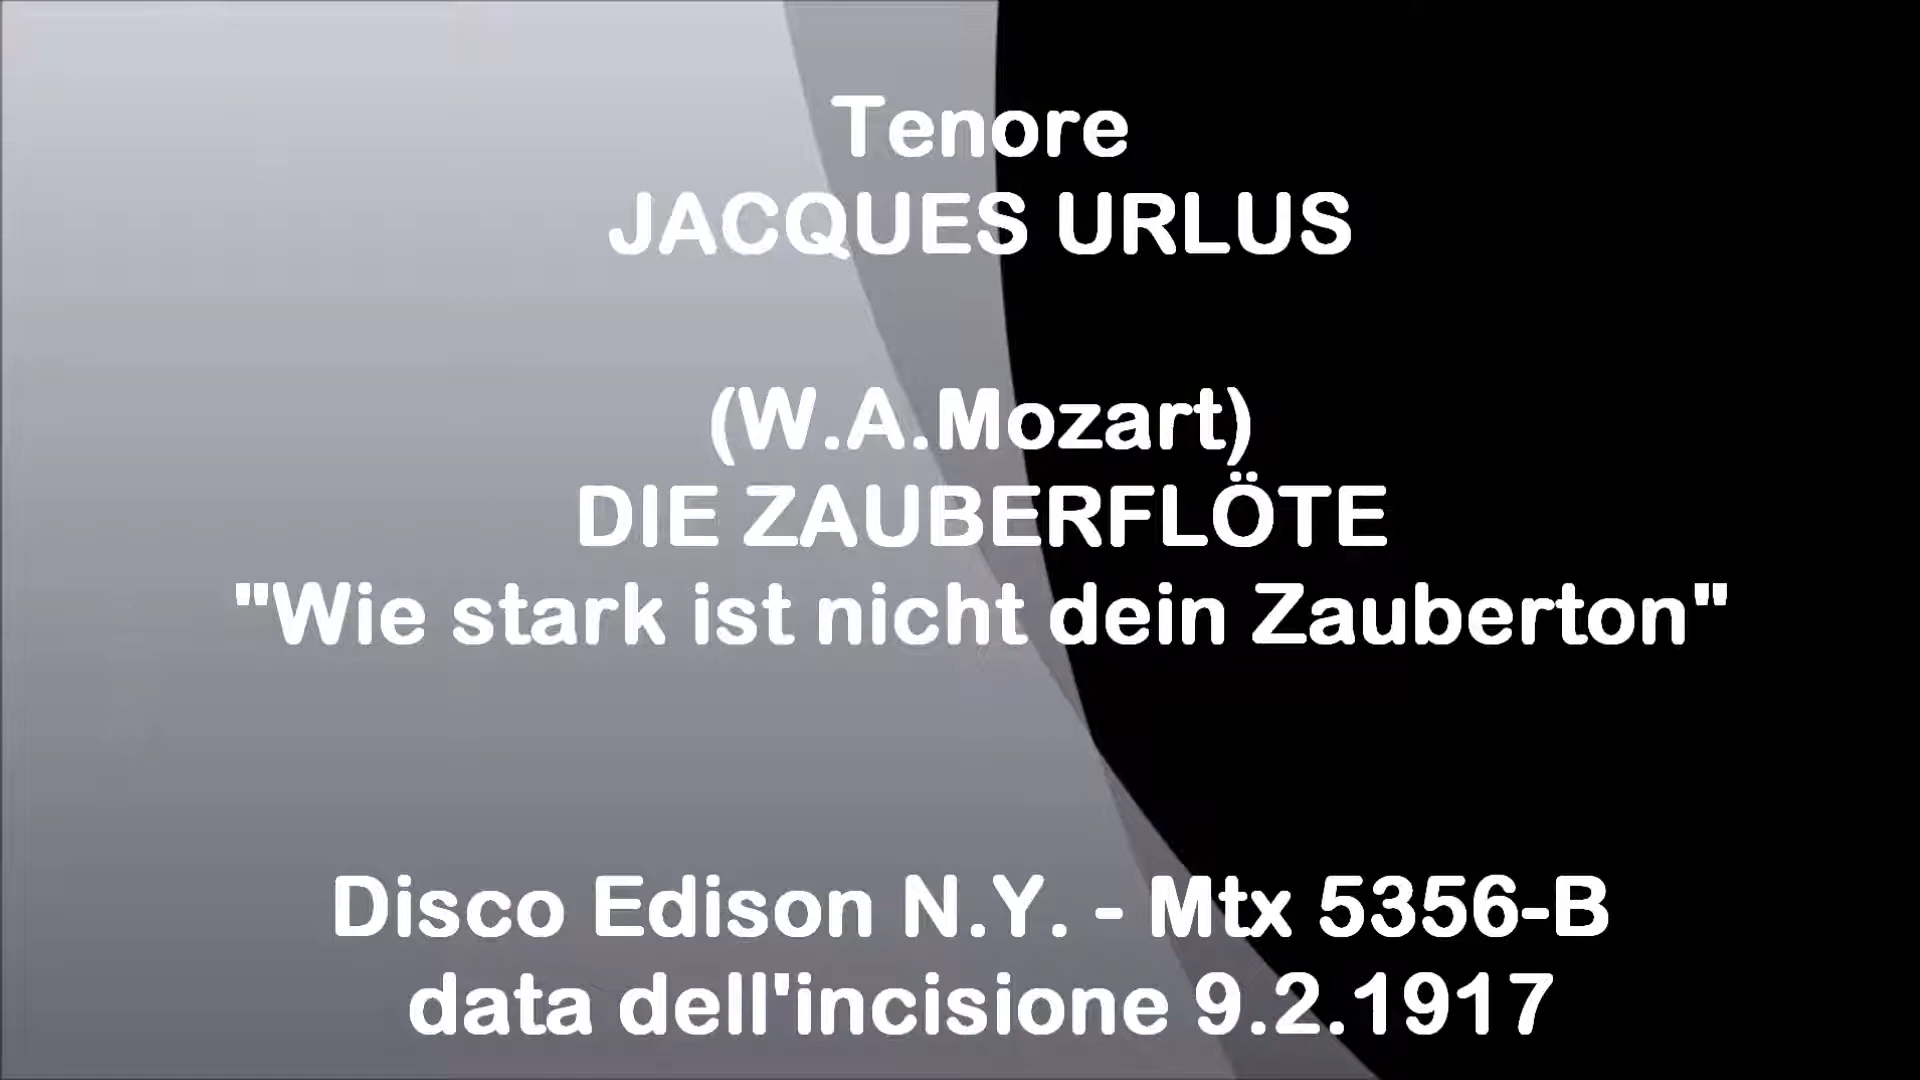 Tenore
JACQUES URLUS
(W.A.Mozart)
DIE ZAUBERFLÖTE
"Wie stark ist nicht dein Zauberton"
Disco Edison N.Y. - Mtx 5356-B
data dell'incisione 9.2.1917